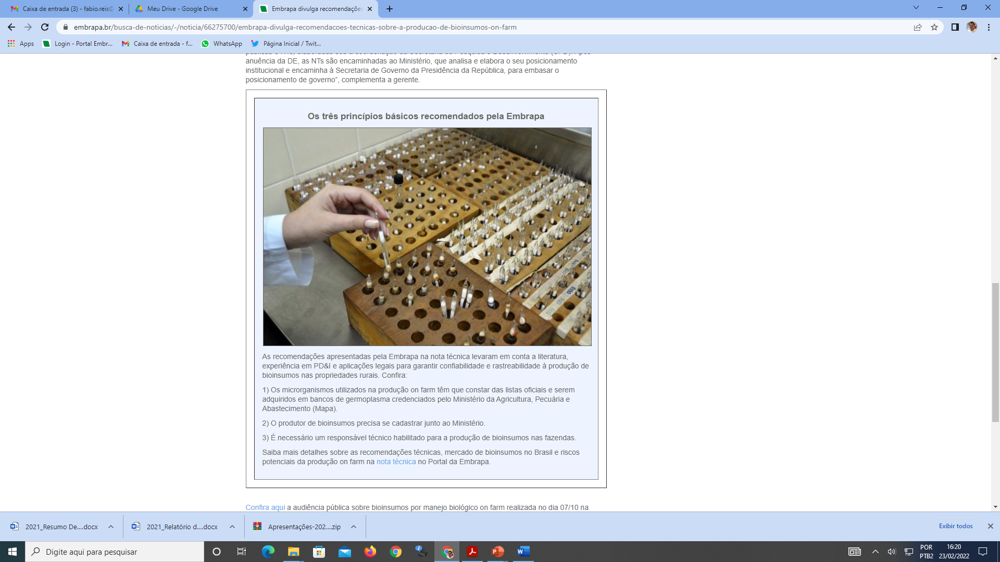 Caixa de entrada (3) - fabio.reis@
Meu Drive - Google Drive
Embrapa divulga recomendações
embrapa.br/busca-de-noticias/-/noticia/66275700/embrapa-divulga-recomendacoes-tecnicas-sobre-a-producao-de-bioinsumos-on-farm
Apps
Login - Portal Embr...
Caixa de entrada - f...
WhatsApp
Página Inicial / Twit...
anuência da DE, as NTs são encaminhadas ao Ministério, que analisa e elabora o seu posicionamento
institucional e encaminha à Secretaria de Governo da Presidência da República, para embasar o
posicionamento de governo”, complementa a gerente.
Os três princípios básicos recomendados pela Embrapa
As recomendações apresentadas pela Embrapa na nota técnica levaram em conta a literatura,
experiência em PD&I e aplicações legais para garantir confiabilidade e rastreabilidade à produção de
bioinsumos nas propriedades rurais. Confira:
1) Os microrganismos utilizados na produção on farm têm que constar das listas oficiais e serem
adquiridos em bancos de germoplasma credenciados pelo Ministério da Agricultura, Pecuária e
Abastecimento (Mapa).
2) O produtor de bioinsumos precisa se cadastrar junto ao Ministério.
3) É necessário um responsável técnico habilitado para a produção de bioinsumos nas fazendas.
Saiba mais detalhes sobre as recomendações técnicas, mercado de bioinsumos no Brasil e riscos
potenciais da produção on farm na nota técnica no Portal da Embrapa.
Confira aqui a audiência pública sobre bioinsumos por manejo biológico on farm realizada no dia 07/10 na
2021_Resumo De....docx
2021_Relatório d....docx
Apresentações-202....zip
Exibir todos
Digite aqui para pesquisar
POR
PTB2
16:20
23/02/2022